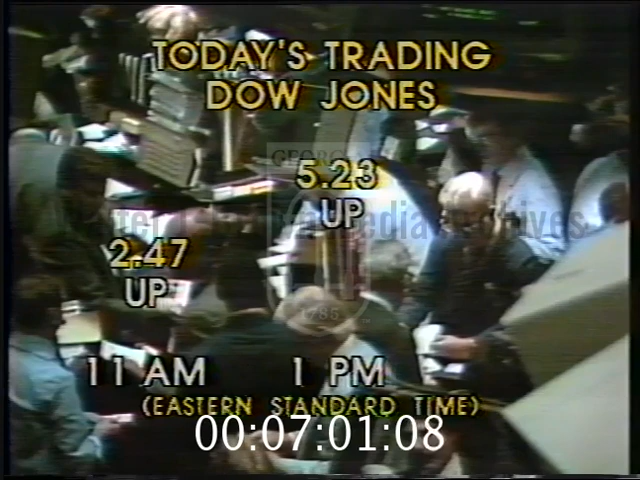 TODAY'S TRADING
DOW JONES
5.23
UP
2.47
UP
11 AM 1 PM
(EASTERN STANDARD TIME)
00:07:01:08
1785